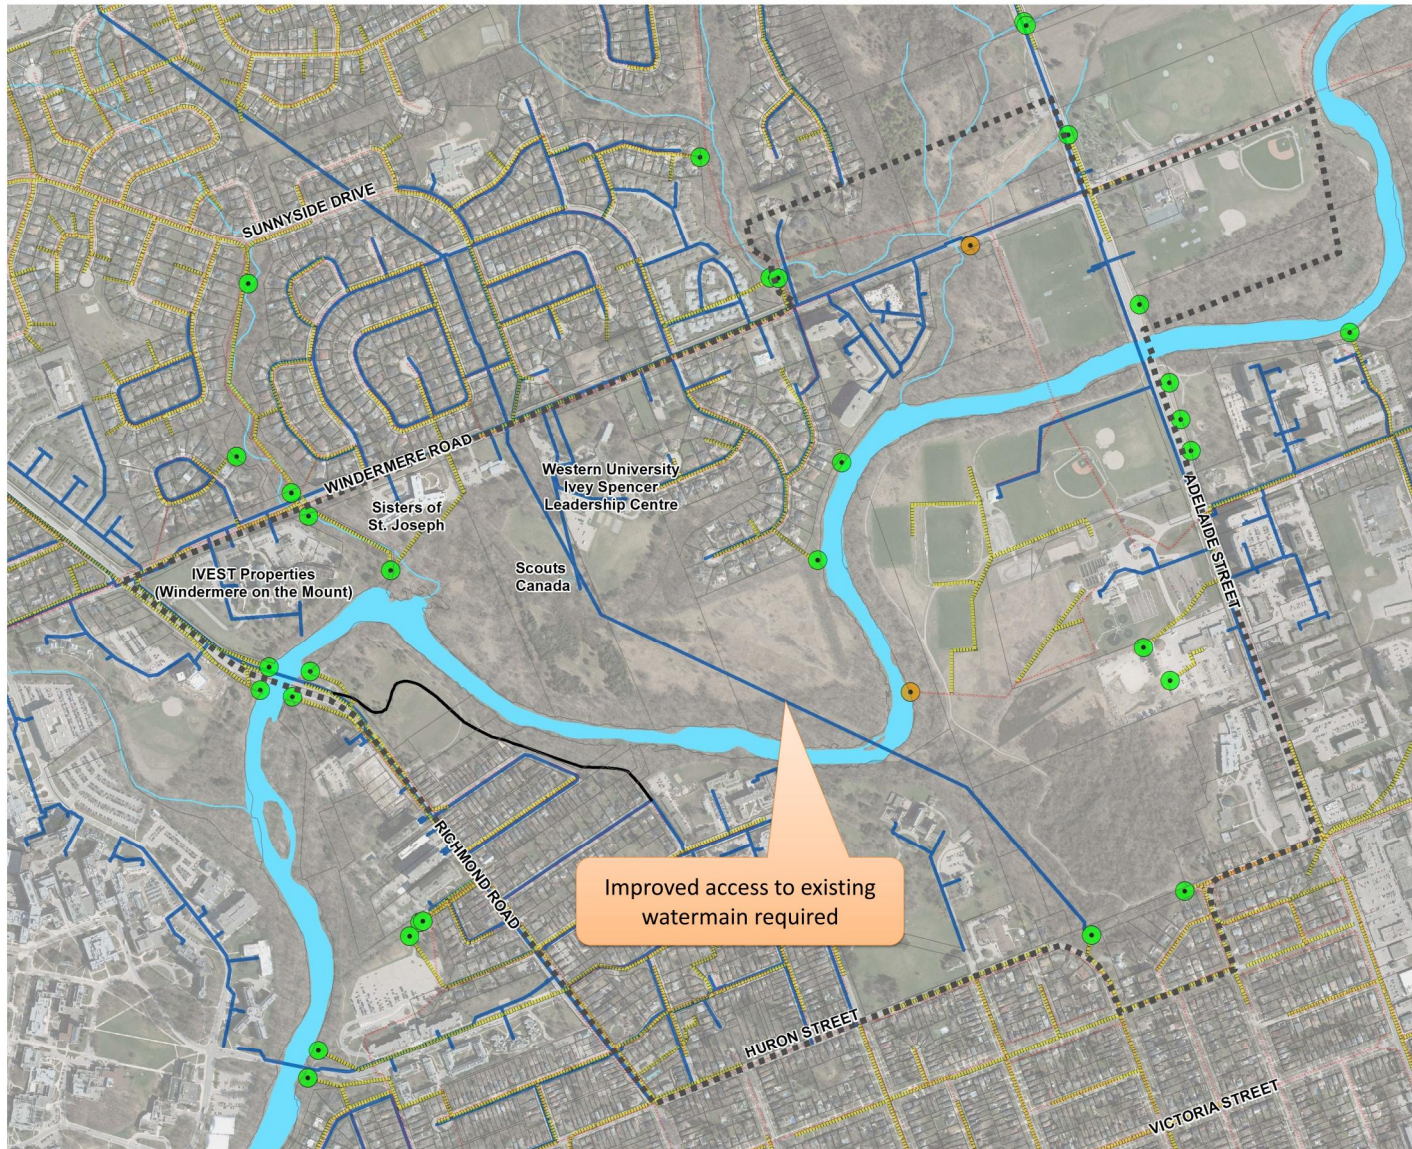 SUNNYSIDE DRIVE
WINDERMERE ROAD
Western University
Ivey Spencer
Leadership Centre
Sisters of
St. Joseph
ADELAIDE STREET
Scouts
Canada
IVEST Properties
(Windermere on the Mount)
RICHMOND ROAD
Improved access to existing
watermain required
HURON STREET
VICTORIA STREET